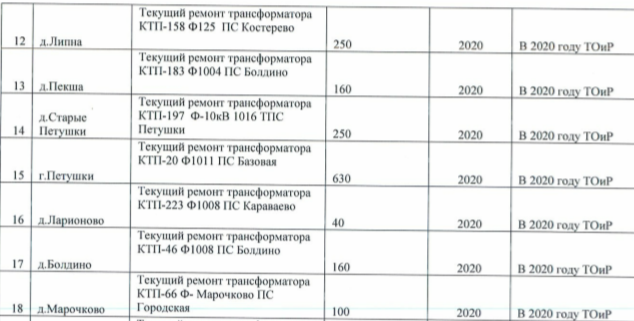 Текущий ремонт трансформатора
КТП-158 Ф125 ПС Костерево
12 д.Липна 250 2020 В 2020 году ТОиР
Текущий ремонт трансформатора
КТП-183 Ф1004 ПС Болдино
13 д.Пекша 160 2020 В 2020 году ТОиР
Текущий ремонт трансформатора
д.Старые КТП-197 Ф-10кВ 1016 ТПС
14 Петушки Петушки 250 2020 В 2020 году ТОиР
Текущий ремонт трансформатора
КТП-20 Ф1011 ПС Базовая
15 г.Петушки 630 2020 В 2020 году ТОиР
Текущий ремонт трансформатора
КТП-223 Ф1008 ПС Караваево
16 д.Ларионово 40 2020 В 2020 году ТОиР
Текущий ремонт трансформатора
КТП-46 Ф1008 ПС Болдино
17 д.Болдино 160 2020 В 2020 году ТОиР
Текущий ремонт трансформатора
КТП-66 Ф- Марочково ПС
18 д.Марочково Городская 100 2020 В 2020 году ТОиР